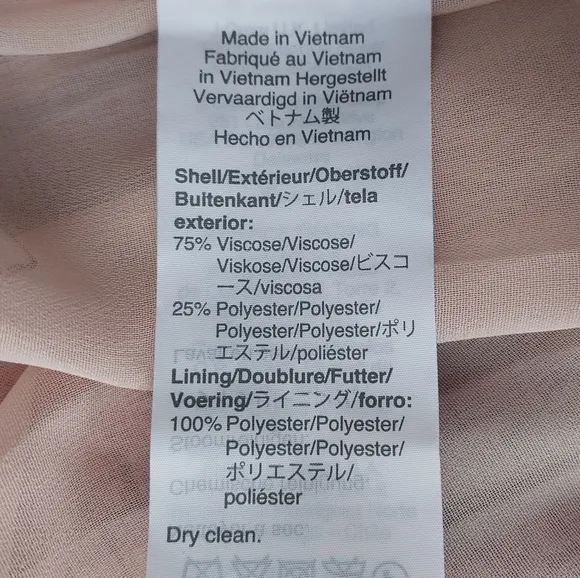 Made in Vietnam
Fabriqué au Vietnam
in Vietnam Hergestellt
Vervaardigd in Viëtnam
ベトナム製
Hecho en Vietnam
Shell/Extérieur/Oberstoff/
Buitenkant/シェル/tela
exterior:
75% Viscose/Viscose/
Viskose/Viscose/ビスコ
ース/viscosa
25% Polyester/Polyester/
Polyester/Polyester/ポリ
エステル/poliéster
Lining/Doublure/Futter/
Voering/ライニング/forro:
100% Polyester/Polyester/
Polyester/Polyester/
ポリエステル/
poliéster
Dry clean.